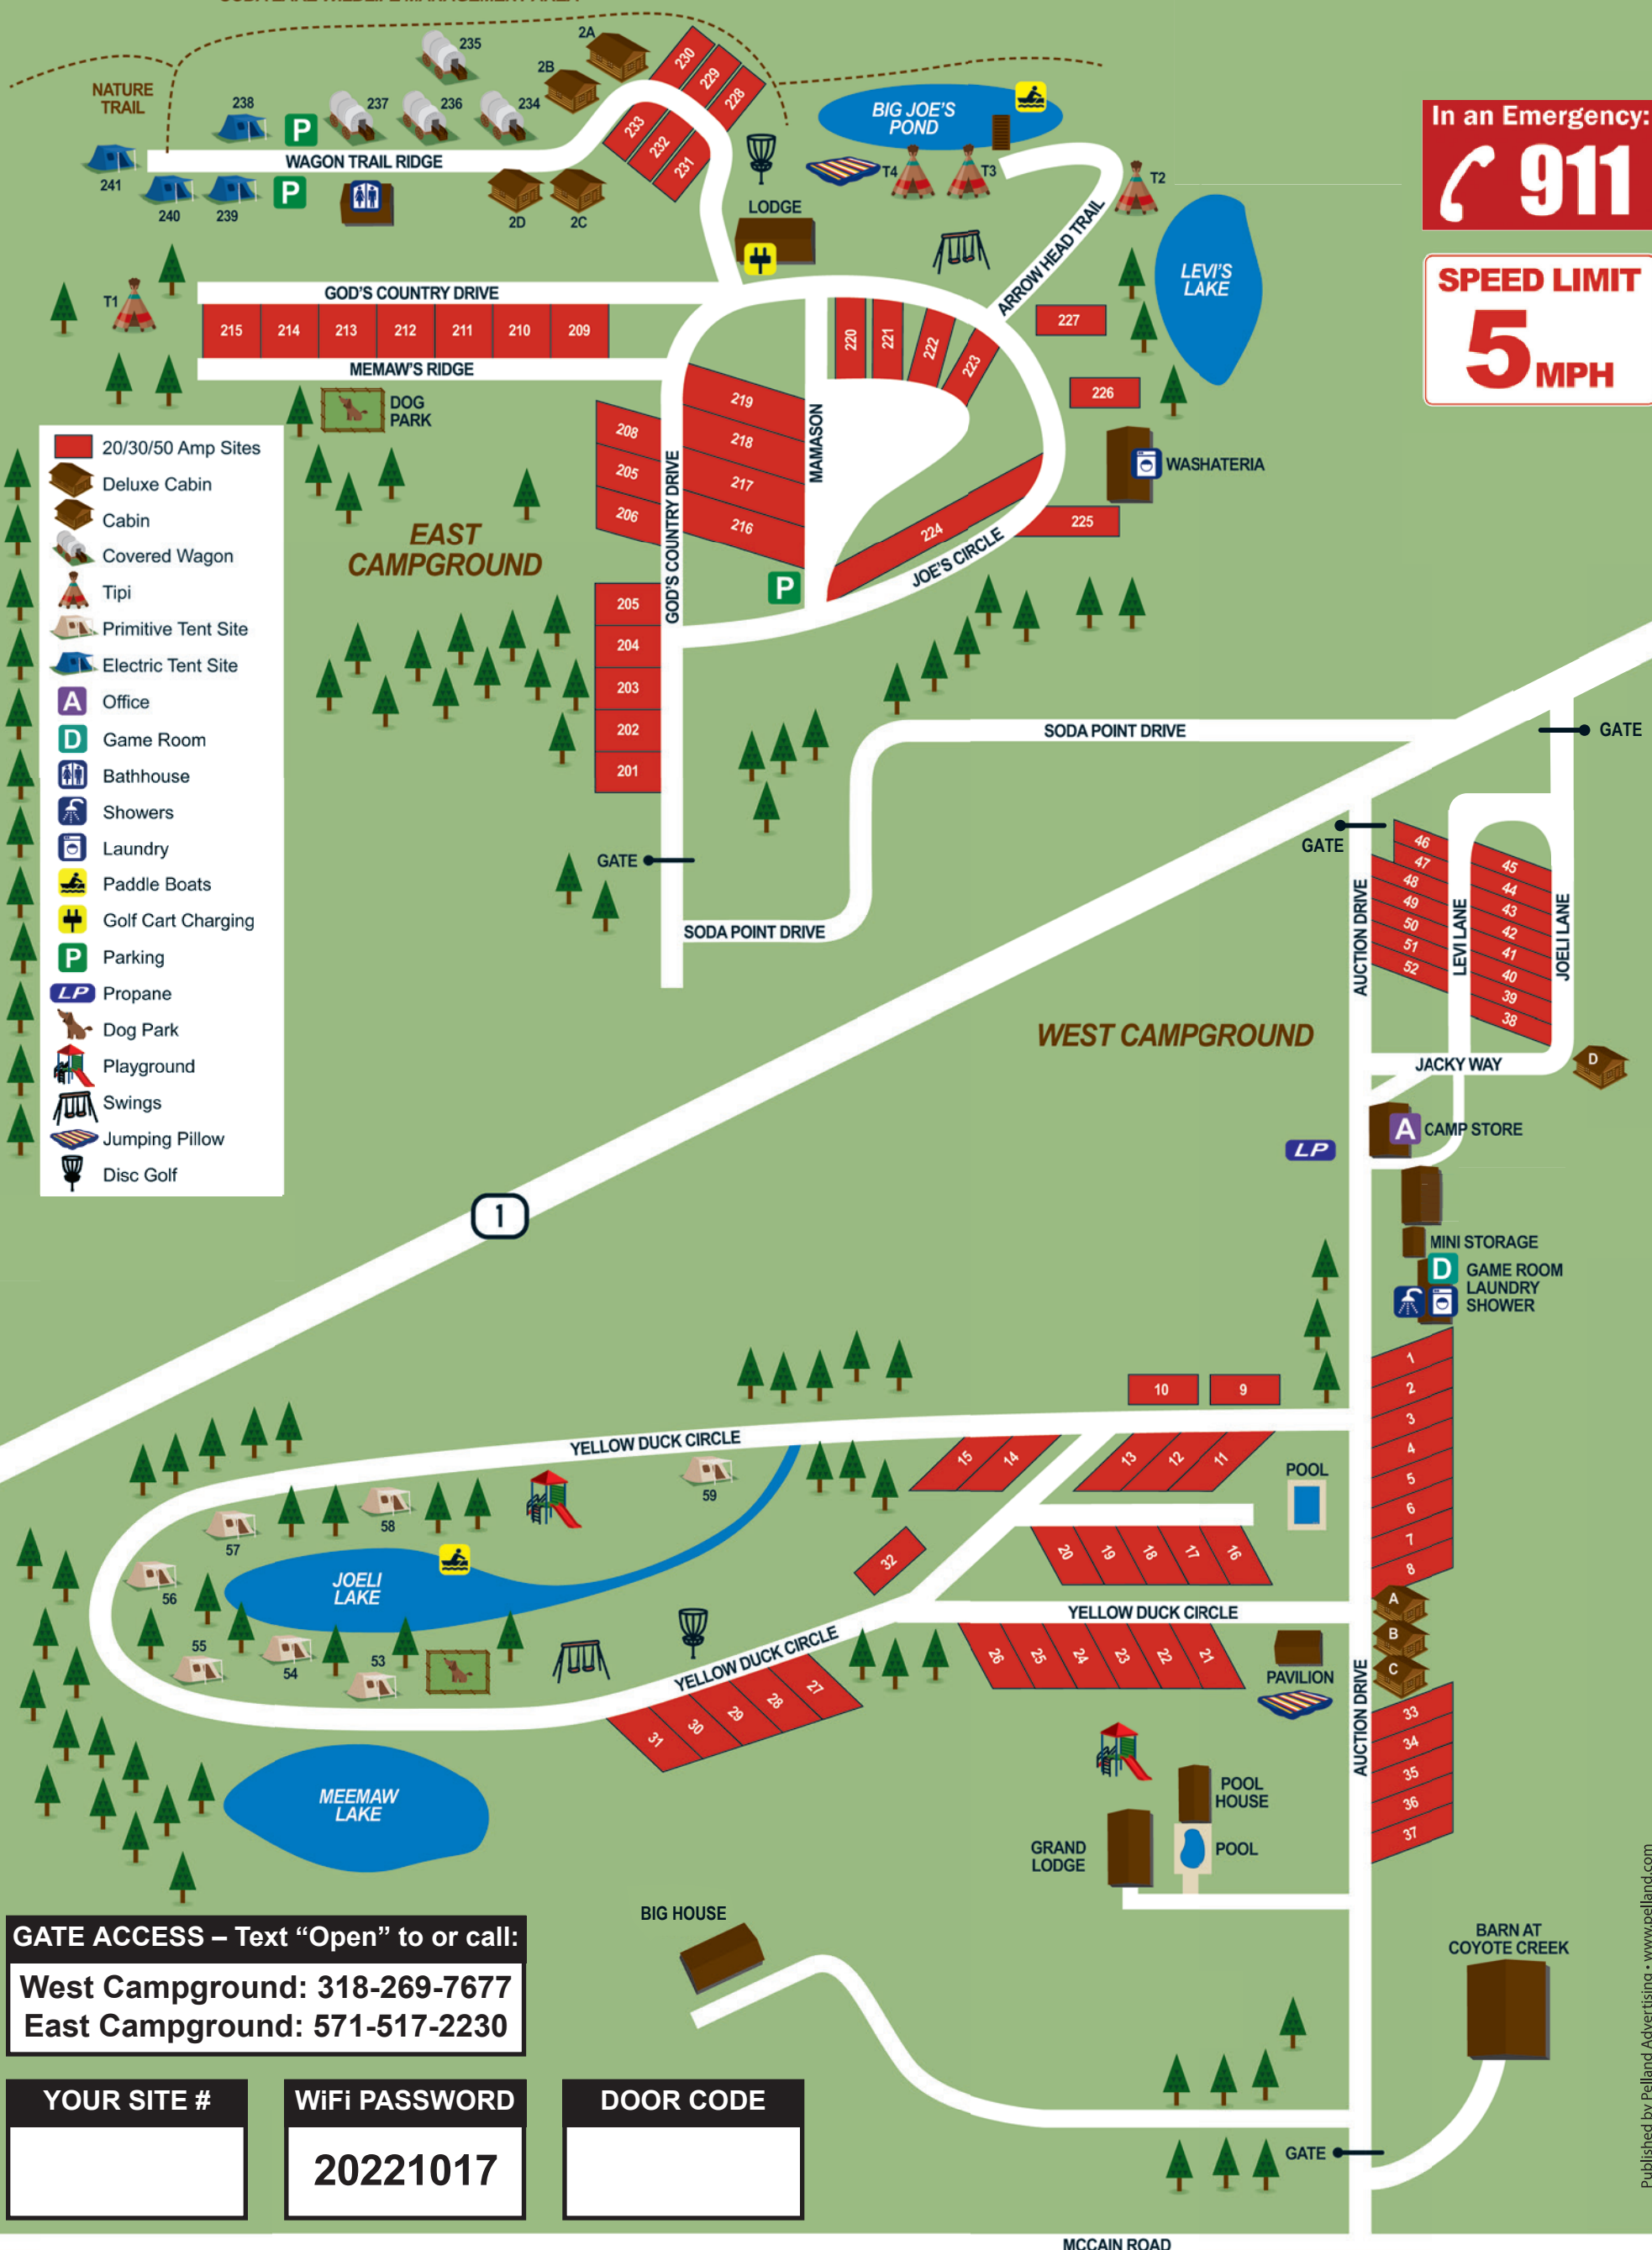 NATURE
TRAIL
235
2A
2B
238
237
236
234
230
229
228
233
232
231
P
WAGON TRAIL RIDGE
241
240
239
P
2D
2C
BIG JOE'S
POND
T4
T3
T2
LODGE
ARROW HEAD TRAIL
LEVI'S
LAKE
In an Emergency:
911
SPEED LIMIT
5 MPH
T1
GOD'S COUNTRY DRIVE
215
214
213
212
211
210
209
MEMAW'S RIDGE
DOG
PARK
220
221
222
223
227
226
MAMASON
219
218
217
216
208
205
206
GOD'S COUNTRY DRIVE
WASHATERIA
225
224
JOE'S CIRCLE
P
EAST
CAMPGROUND
205
204
203
202
201
20/30/50 Amp Sites
Deluxe Cabin
Cabin
Covered Wagon
Tipi
Primitive Tent Site
Electric Tent Site
A Office
D Game Room
Bathhouse
Showers
Laundry
Paddle Boats
Golf Cart Charging
P Parking
LP Propane
Dog Park
Playground
Swings
Jumping Pillow
Disc Golf
SODA POINT DRIVE
GATE
GATE
GATE
SODA POINT DRIVE
46
47
48
49
50
51
52
45
44
43
42
41
40
39
38
AUCTION DRIVE
LEVI LANE
JOELI LANE
WEST CAMPGROUND
JACKY WAY
D
A CAMP STORE
LP
1
MINI STORAGE
D
GAME ROOM
LAUNDRY
SHOWER
1
2
3
4
5
6
7
8
10
9
YELLOW DUCK CIRCLE
15
14
13
12
11
POOL
59
58
57
56
55
54
53
JOELI
LAKE
32
20
19
18
17
16
YELLOW DUCK CIRCLE
A
B
C
YELLOW DUCK CIRCLE
26
25
24
23
22
21
PAVILION
31
30
29
28
27
AUCTION DRIVE
33
34
35
36
37
MEEMAW
LAKE
POOL
HOUSE
GRAND
LODGE
POOL
BIG HOUSE
BARN AT
COYOTE CREEK
GATE
GATE ACCESS – Text “Open” to or call:
West Campground: 318-269-7677
East Campground: 571-517-2230
YOUR SITE #
WiFi PASSWORD
20221017
DOOR CODE
MCCAIN ROAD
Published by Pelland Advertising • www.pelland.com